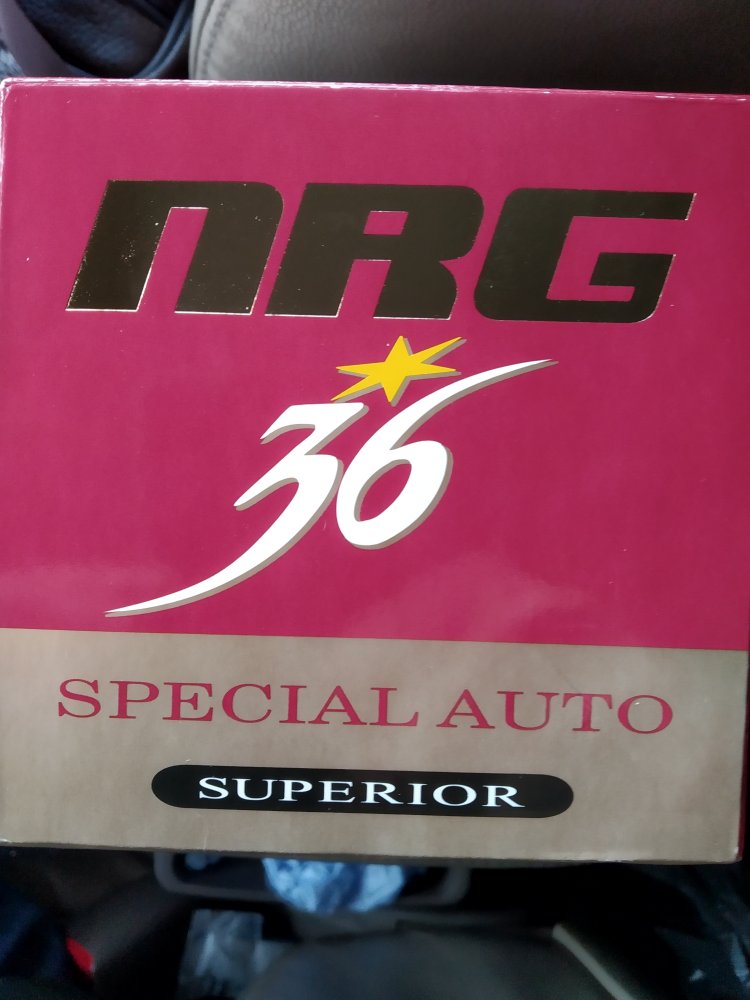 NRG
36
SPECIAL AUTO
SUPERIOR